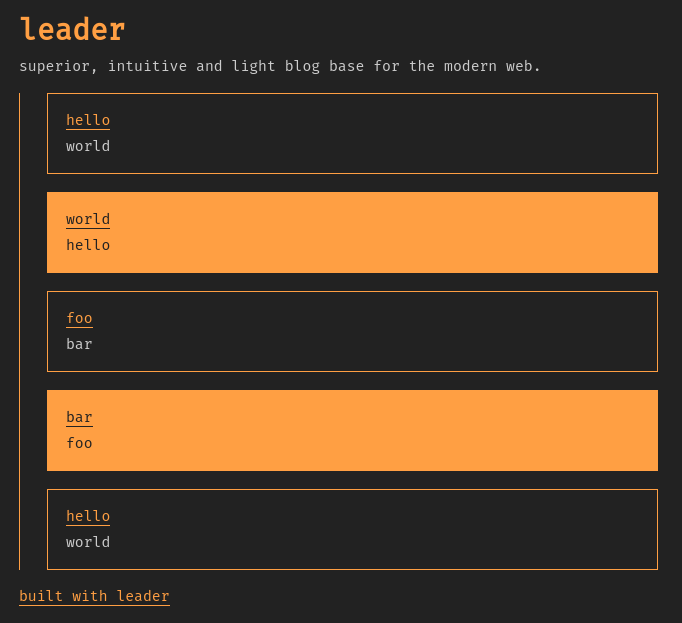 leader
superior, intuitive and light blog base for the modern web.
hello
world
world
hello
foo
bar
bar
foo
hello
world
built with leader